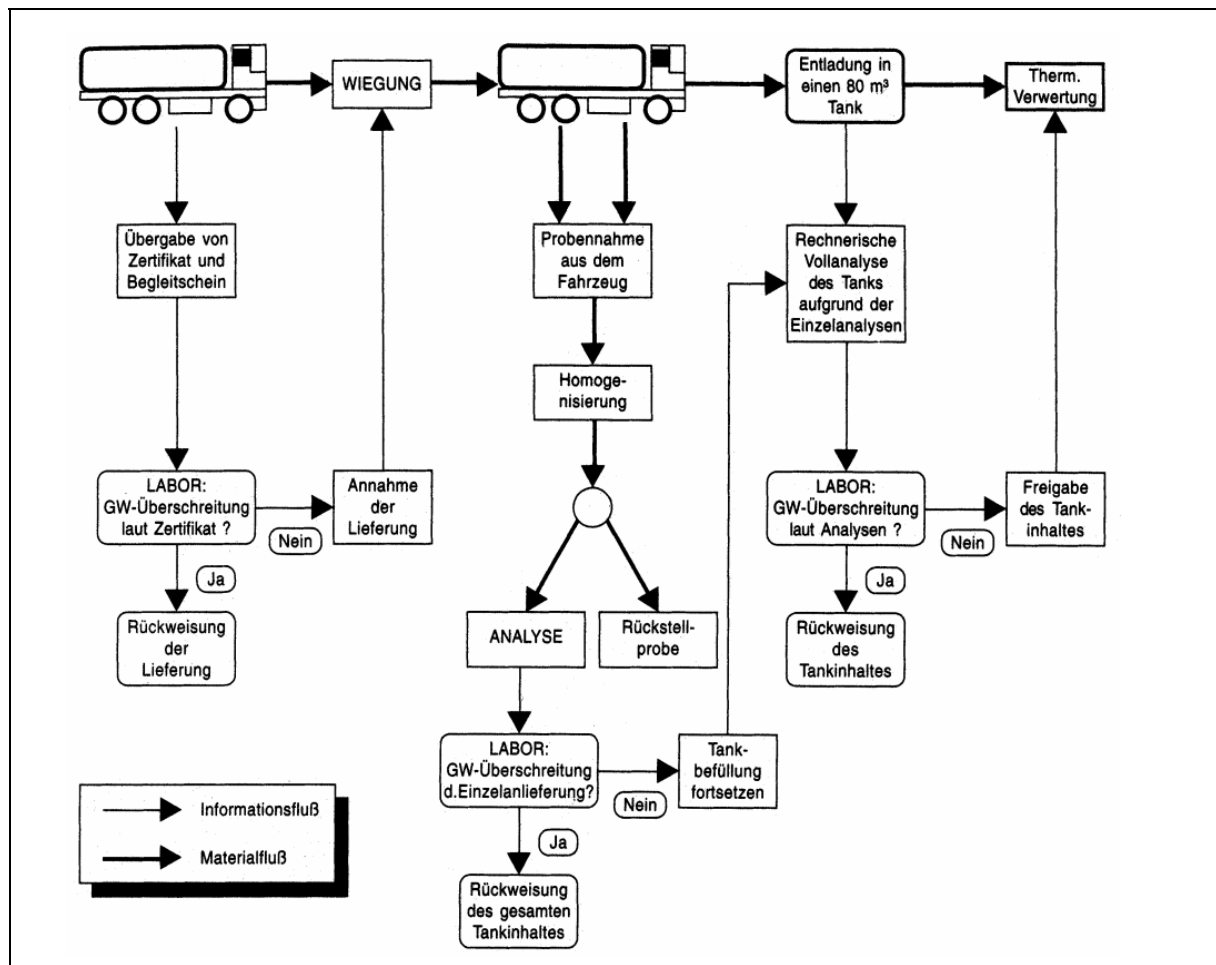 WIEGUNG
Entladung in
einen 80 m³
Tank
Therm.
Verwertung
Übergabe von
Zertifikat und
Begleitschein
Probennahme
aus dem
Fahrzeug
Rechnerische
Vollanalyse
des Tanks
aufgrund der
Einzelanalysen
Homoge-
nisierung
LABOR:
GW-Überschreitung
laut Zertifikat ?
Nein
Annahme
der
Lieferung
LABOR:
GW-Überschreitung
laut Analysen ?
Nein
Freigabe
des Tank-
inhaltes
Ja
Rückweisung
der
Lieferung
ANALYSE
Rückstell-
probe
Ja
Rückweisung
des
Tankinhaltes
LABOR:
GW-Überschreitung
d.Einzelanlieferung?
Nein
Tank-
befüllung
fortsetzen
Ja
Rückweisung
des gesamten
Tankinhaltes
Informationsfluß
Materialfluß